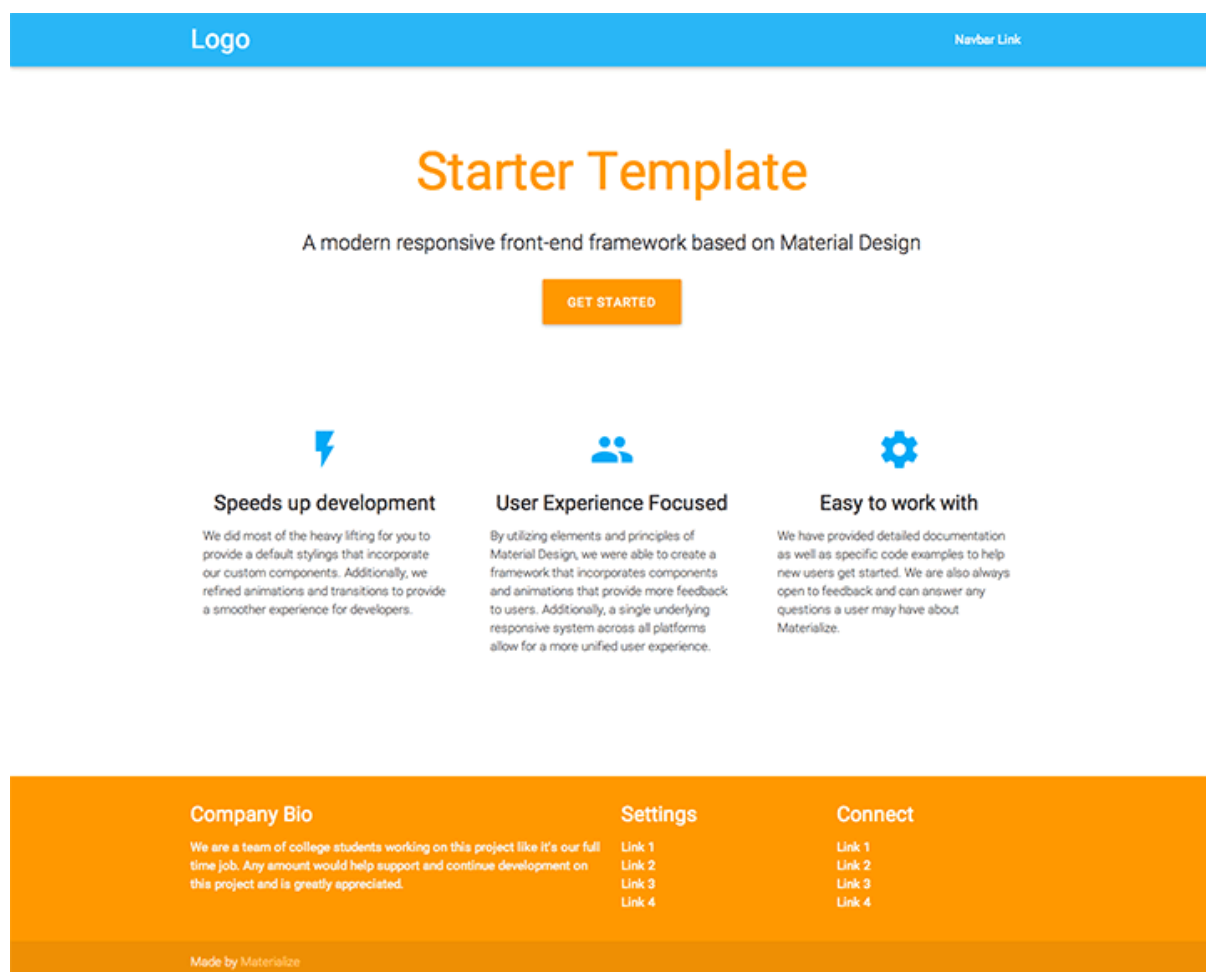 Logo
Navbar Link
Starter Template
A modern responsive front-end framework based on Material Design
GET STARTED
Speeds up development
We did most of the heavy lifting for you to
provide a default stylings that incorporate
our custom components. Additionally, we
refined animations and transitions to provide
a smoother experience for developers.
User Experience Focused
By utilizing elements and principles of
Material Design, we were able to create a
framework that incorporates components
and animations that provide more feedback
to users. Additionally, a single underlying
responsive system across all platforms
allow for a more unified user experience.
Easy to work with
We have provided detailed documentation
as well as specific code examples to help
new users get started. We are also always
open to feedback and can answer any
questions a user may have about
Materialize.
Company Bio
We are a team of college students working on this project like it's our full
time job. Any amount would help support and continue development on
this project and is greatly appreciated.
Settings
Link 1
Link 2
Link 3
Link 4
Connect
Link 1
Link 2
Link 3
Link 4
Made by Materialize